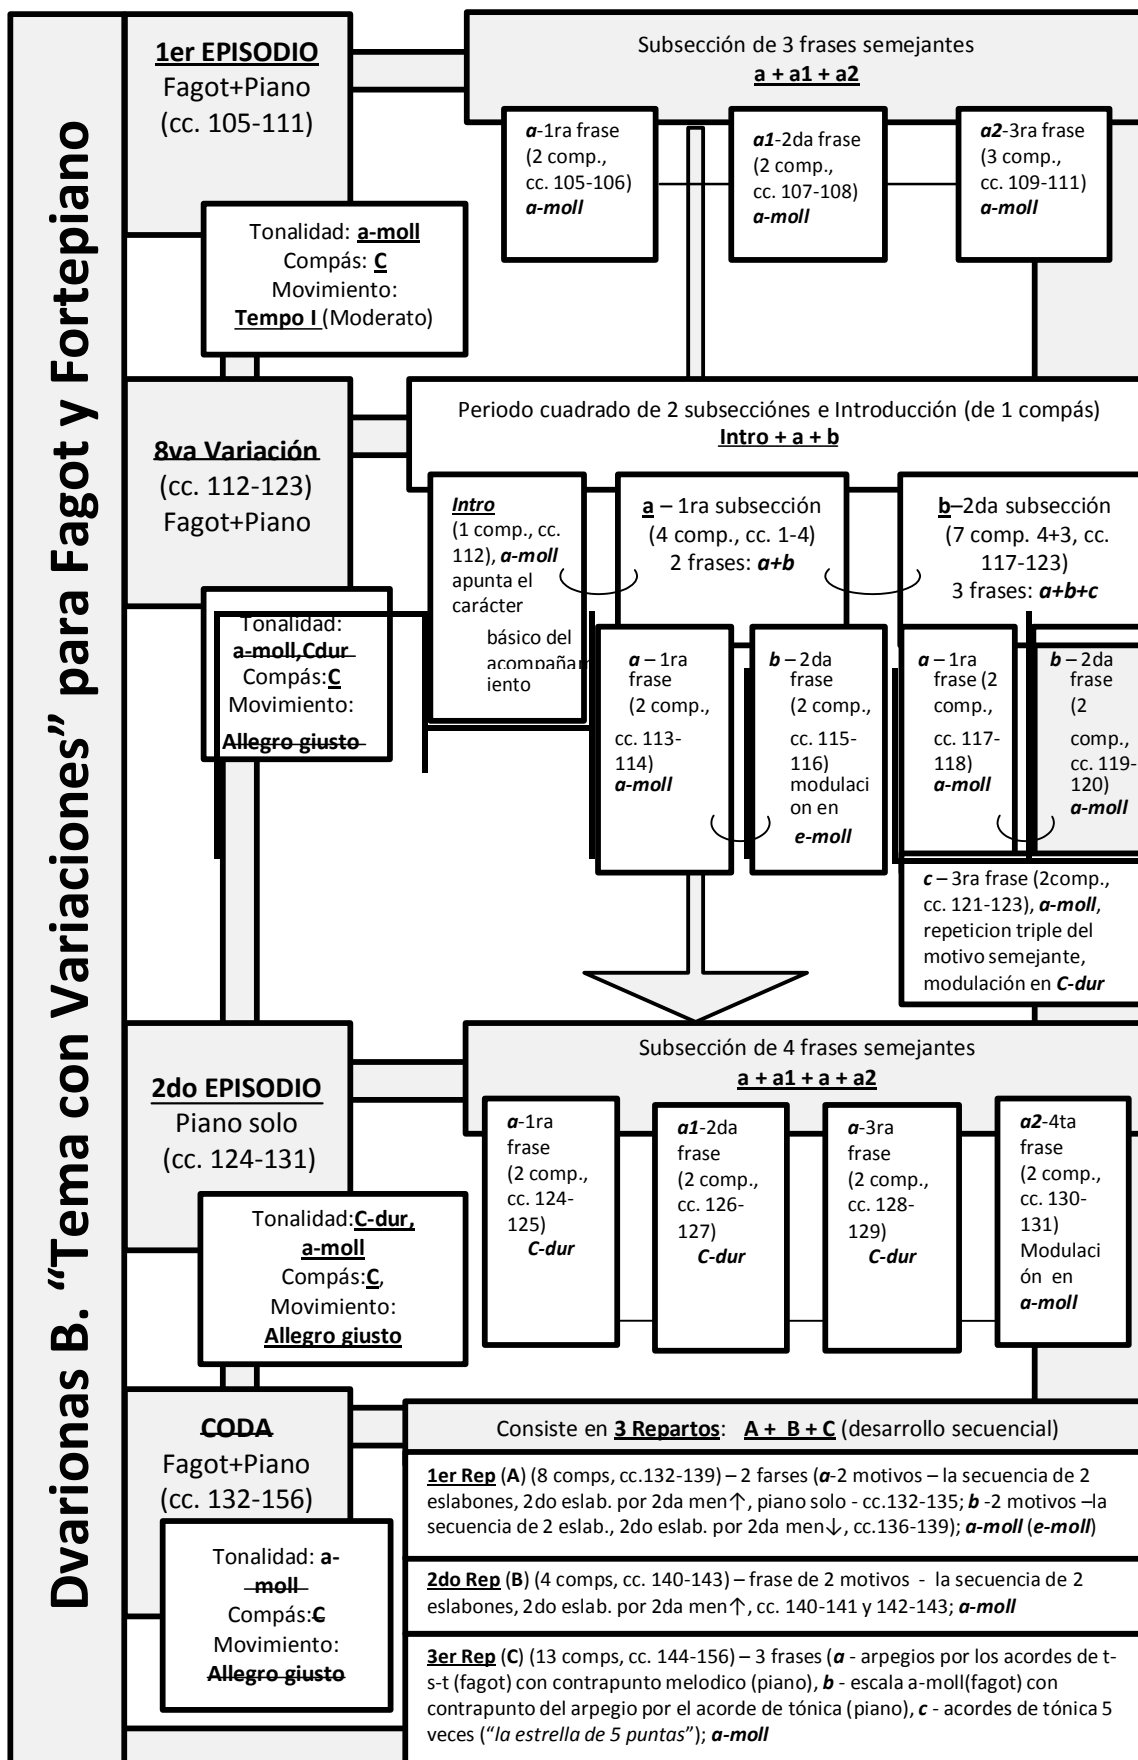 Dvarionas B. “Tema con Variaciones” para Fagot y Fortepiano
1er EPISODIO
Fagot+Piano
(cc. 105-111)
Subsección de 3 frases semejantes
a + a1 + a2
a-1ra frase
(2 comp.,
cc. 105-106)
a-moll
a1-2da frase
(2 comp.,
cc. 107-108)
a-moll
a2-3ra frase
(3 comp.,
cc. 109-111)
a-moll
Tonalidad: a-moll
Compás: C
Movimiento:
Tempo I (Moderato)
8va Variación
(cc. 112-123)
Fagot+Piano
Periodo cuadrado de 2 subsecciónes e Introducción (de 1 compás)
Intro + a + b
Intro
(1 comp., cc.
112), a-moll
apunta el
carácter
básico del
acompañam
iento
a – 1ra subsección
(4 comp., cc. 1-4)
2 frases: a+b
b–2da subsección
(7 comp. 4+3, cc.
117-123)
3 frases: a+b+c
Tonalidad:
a-moll,Cdur
Compás:C
Movimiento:
Allegro giusto
a – 1ra
frase
(2 comp.,
cc. 113-
114)
a-moll
b – 2da
frase
(2 comp.,
cc. 115-
116)
modulaci
on en
e-moll
a – 1ra
frase (2
comp.,
cc. 117-
118)
a-moll
b – 2da
frase
(2
comp.,
cc. 119-
120)
a-moll
c – 3ra frase (2comp.,
cc. 121-123), a-moll,
repeticion triple del
motivo semejante,
modulación en C-dur
2do EPISODIO
Piano solo
(cc. 124-131)
Subsección de 4 frases semejantes
a + a1 + a + a2
a-1ra
frase
(2 comp.,
cc. 124-
125)
C-dur
a1-2da
frase
(2 comp.,
cc. 126-
127)
C-dur
a-3ra
frase
(2 comp.,
cc. 128-
129)
C-dur
a2-4ta
frase
(2 comp.,
cc. 130-
131)
Modulaci
ón en
a-moll
Tonalidad:C-dur,
a-moll
Compás:C,
Movimiento:
Allegro giusto
CODA
Fagot+Piano
(cc. 132-156)
Tonalidad: a-
moll
Compás:C
Movimiento:
Allegro giusto
Consiste en 3 Repartos: A + B + C (desarrollo secuencial)
1er Rep (A) (8 comps, cc.132-139) – 2 farses (a-2 motivos – la secuencia de 2
eslabones, 2do eslab. por 2da men↑, piano solo - cc.132-135; b -2 motivos –la
secuencia de 2 eslab., 2do eslab. por 2da men↓, cc.136-139); a-moll (e-moll)
2do Rep (B) (4 comps, cc. 140-143) – frase de 2 motivos - la secuencia de 2
eslabones, 2do eslab. por 2da men↑, cc. 140-141 y 142-143; a-moll
3er Rep (C) (13 comps, cc. 144-156) – 3 frases (a - arpegios por los acordes de t-
s-t (fagot) con contrapunto melodico (piano), b - escala a-moll(fagot) con
contrapunto del arpegio por el acorde de tónica (piano), c - acordes de tónica 5
veces (“la estrella de 5 puntas”); a-moll